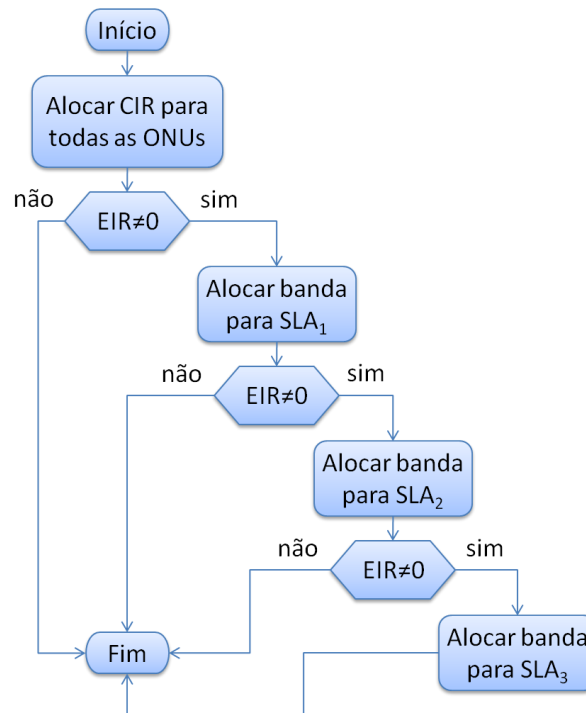 Início
Alocar CIR para
todas as ONUs
não
EIR≠0
sim
Alocar banda
para SLA₁
não
EIR≠0
sim
Alocar banda
para SLA₂
não
EIR≠0
sim
Alocar banda
para SLA₃
Fim